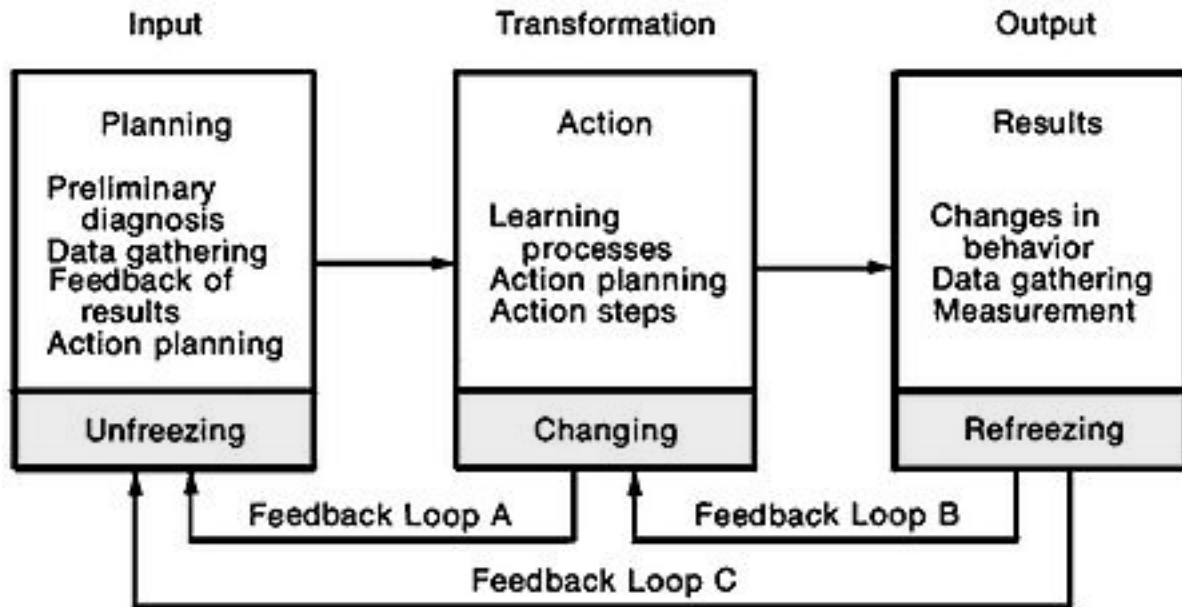 Input
Transformation
Output
Planning
Preliminary
diagnosis
Data gathering
Feedback of
results
Action planning
Unfreezing
Action
Learning
processes
Action planning
Action steps
Changing
Results
Changes in
behavior
Data gathering
Measurement
Refreezing
Feedback Loop A
Feedback Loop B
Feedback Loop C